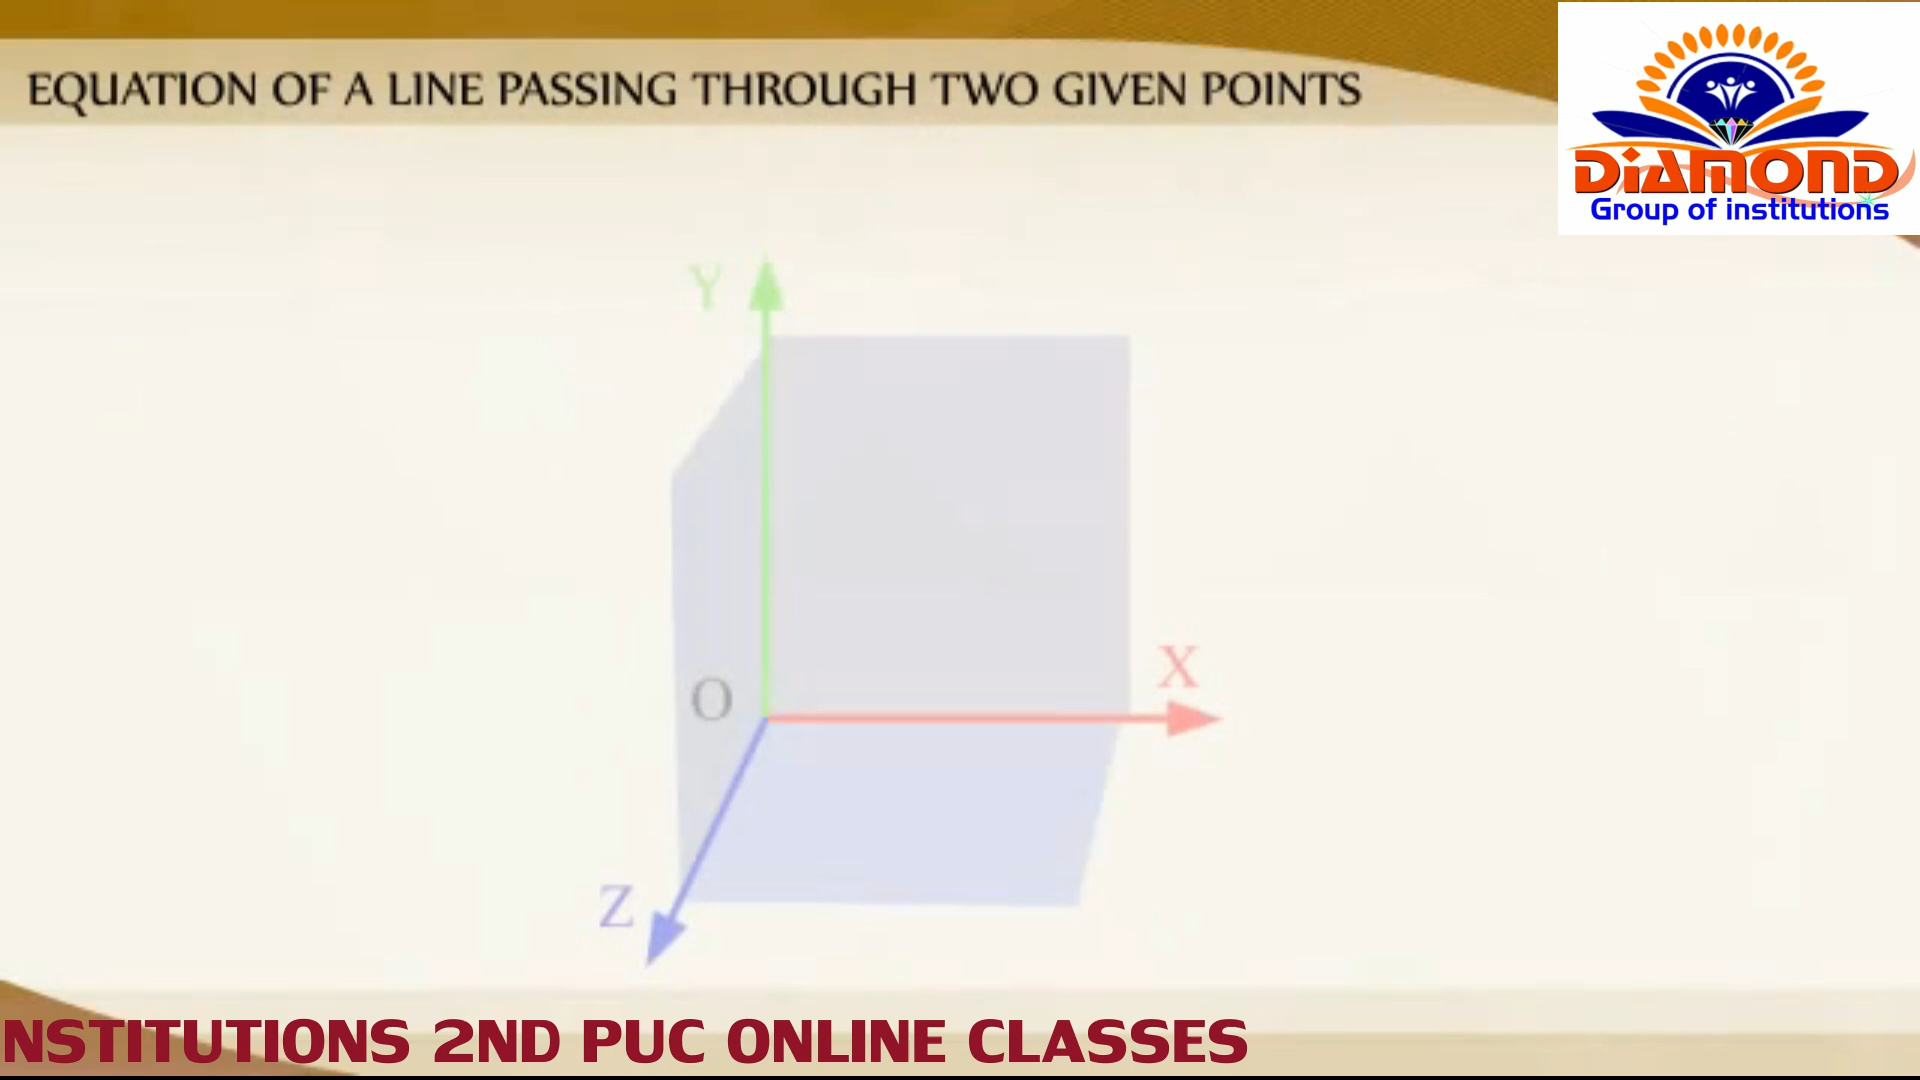 EQUATION OF A LINE PASSING THROUGH TWO GIVEN POINTS
DiAMOND
Group of institutions
Y
X
O
Z
NSTITUTIONS 2ND PUC ONLINE CLASSES